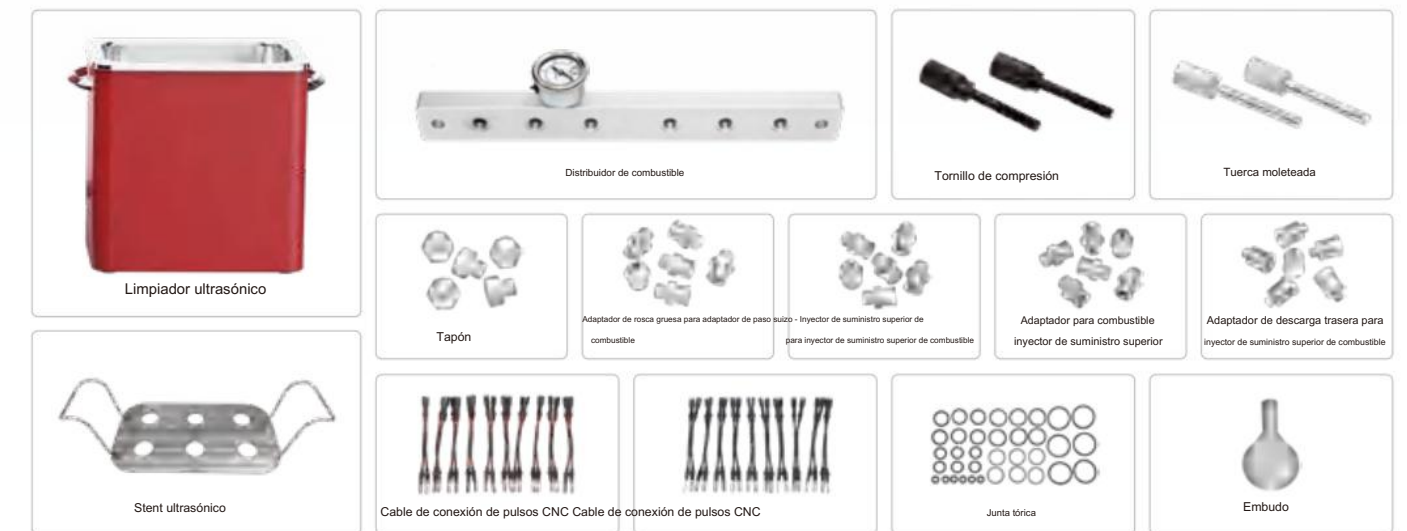 Distribuidor de combustible
Tornillo de compresión
Tuerca moleteada
Limpiador ultrasónico
Tapón
Adaptador de rosca gruesa para adaptador de paso suizo - Inyector de suministro superior de
combustible
para inyector de suministro superior de combustible
Adaptador para combustible
inyector de suministro superior
Adaptador de descarga trasera para
inyector de suministro superior de combustible
Stent ultrasónico
Cable de conexión de pulsos CNC Cable de conexión de pulsos CNC
Junta tórica
Embudo